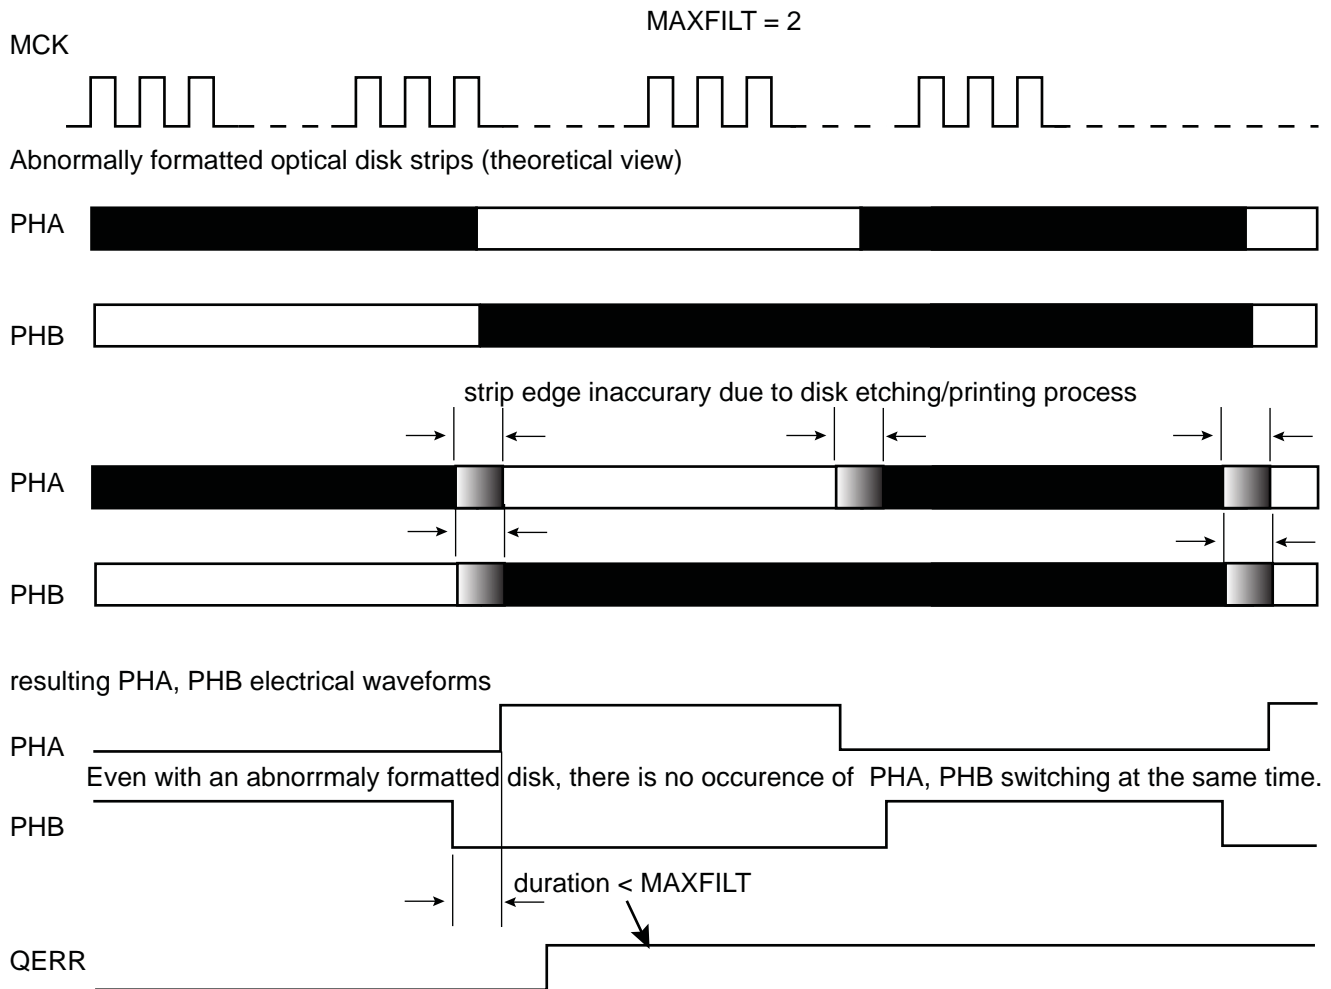 MAXFILT = 2
MCK
Abnormally formatted optical disk strips (theoretical view)
PHA
PHB
strip edge inaccurary due to disk etching/printing process
PHA
PHB
resulting PHA, PHB electrical waveforms
PHA
Even with an abnorrmaly formatted disk, there is no occurence of PHA, PHB switching at the same time.
PHB
duration < MAXFILT
QERR